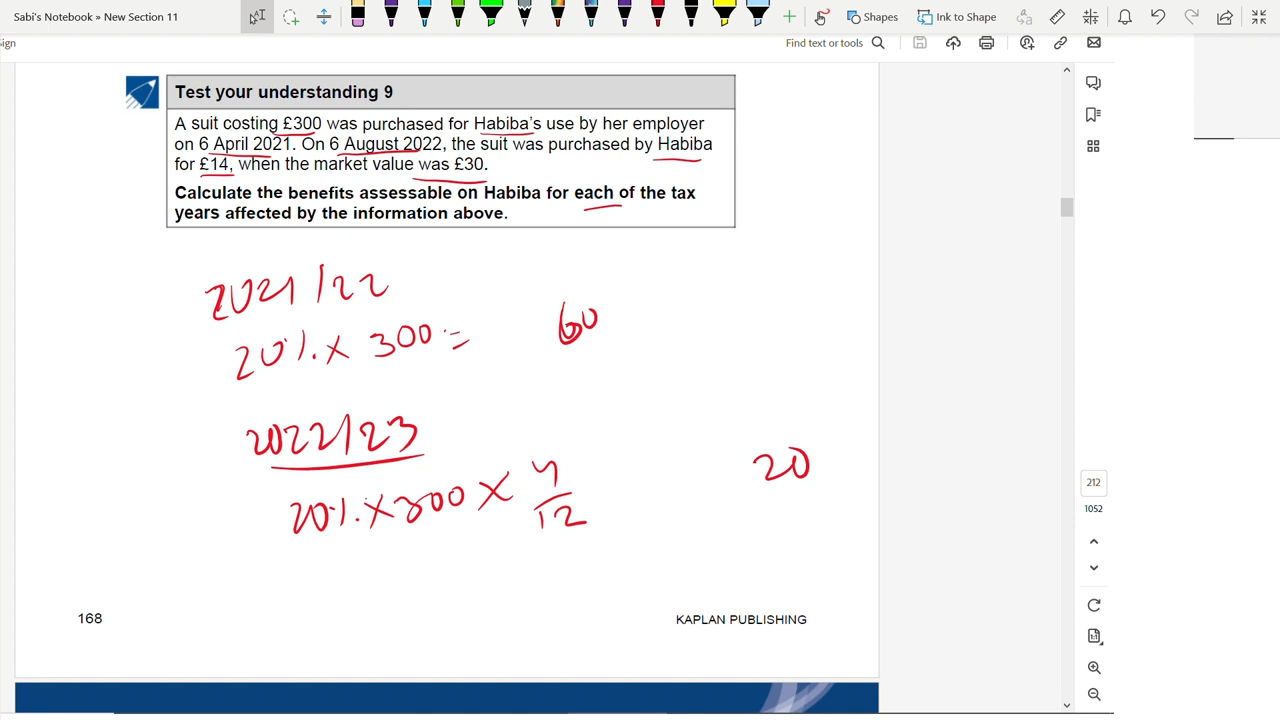 Sabi's Notebook » New Section 11
Shapes
Ink to Shape
Sign
Find text or tools
Test your understanding 9
A suit costing £300 was purchased for Habiba's use by her employer
on 6 April 2021. On 6 August 2022, the suit was purchased by Habiba
for £14, when the market value was £30.
Calculate the benefits assessable on Habiba for each of the tax
years affected by the information above.
2021/22
20% x 300 = 60
2022/23
20% x 300 x 4/12 20
212
1052
168
KAPLAN PUBLISHING